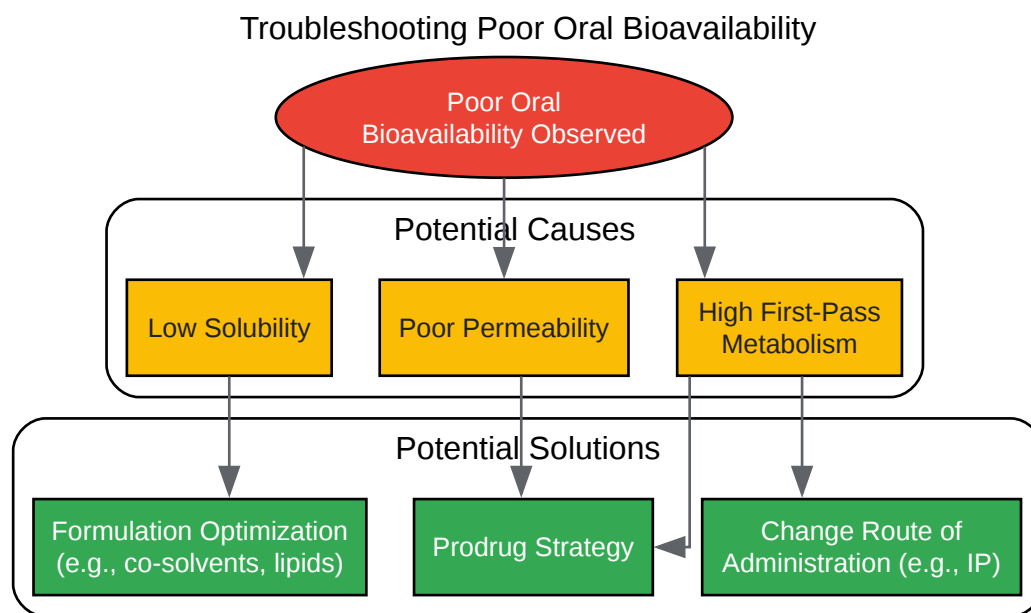 Troubleshooting Poor Oral Bioavailability
Poor Oral
Bioavailability Observed
Potential Causes
Low Solubility
Poor Permeability
High First-Pass
Metabolism
Potential Solutions
Formulation Optimization
(e.g., co-solvents, lipids)
Prodrug Strategy
Change Route of
Administration (e.g., IP)